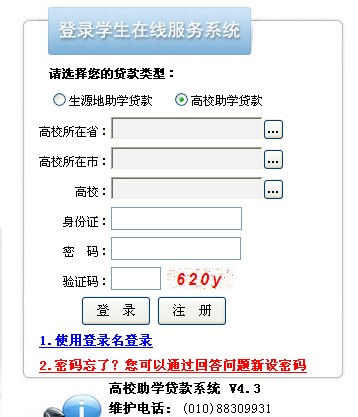 登录学生在线服务系统
请选择您的贷款类型：
生源地助学贷款 高校助学贷款
高校所在省： ...
高校所在市： ...
高校： ...
身份证：
密 码：
验证码： 620y
登 录 注 册
1.使用登录名登录
2.密码忘了？您可以通过回答问题新设密码
高校助学贷款系统 V4.3
维护电话：(010)88309931